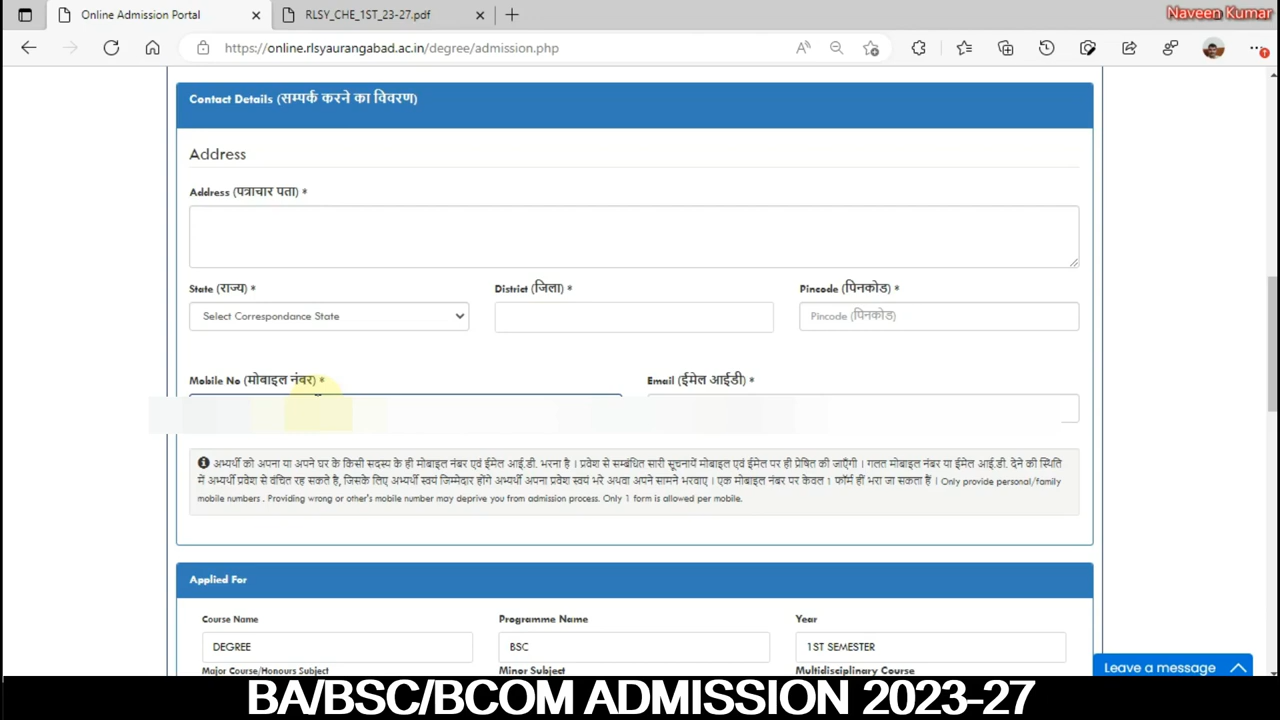 Online Admission Portal
RLSY_CHE_1ST_23-27.pdf
Naveen Kumar
https://online.rlsyaurangabad.ac.in/degree/admission.php
Contact Details (सम्पर्क करने का विवरण)
Address
Address (पत्राचार पता) *
State (राज्य) *
District (जिला) *
Pincode (पिनकोड) *
Select Correspondance State
Pincode (पिनकोड)
Mobile No (मोबाइल नंबर) *
Email (ईमेल आईडी) *
अभ्यर्थी को अपना या अपने घर के किसी सदस्य के ही मोबाइल नंबर एवं ईमेल आई.डी. भरना है । प्रवेश से सम्बंधित सारी सूचनायें मोबाइल एवं ईमेल पर ही प्रेषित की जाएँगी । गलत मोबाइल नंबर या ईमेल आई.डी. देने की स्थिति
में अभ्यर्थी प्रवेश से वंचित रह सकते है, जिसके लिए अभ्यर्थी स्वयं जिम्मेदार होंगे अभ्यर्थी अपना प्रवेश स्वयं भरे अथवा अपने सामने भरवाए । एक मोबाइल नंबर पर केवल 1 फॉर्म हीं भरा जा सकता हैं । Only provide personal/family
mobile numbers . Providing wrong or other's mobile number may deprive you from admission process. Only 1 form is allowed per mobile.
Applied For
Course Name
Programme Name
Year
DEGREE
BSC
1ST SEMESTER
Major Course/Honours Subject
Minor Subject
Multidisciplinary Course
Leave a message
BA/BSC/BCOM ADMISSION 2023-27